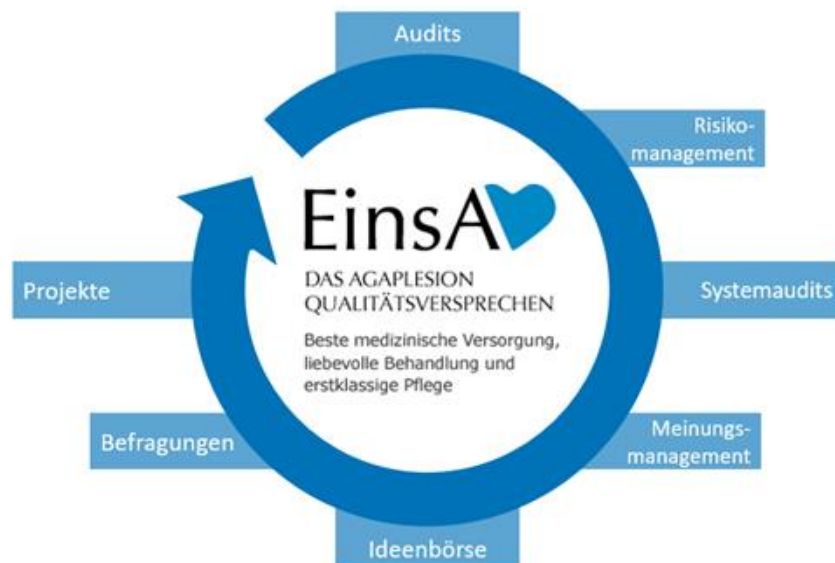 Audits
Risiko-
management
Systemaudits
Meinungs-
management
Ideenbörse
Befragungen
Projekte
EinsA
DAS AGAPLESION
QUALITÄTSVERSPRECHEN
Beste medizinische Versorgung,
liebevolle Behandlung und
erstklassige Pflege